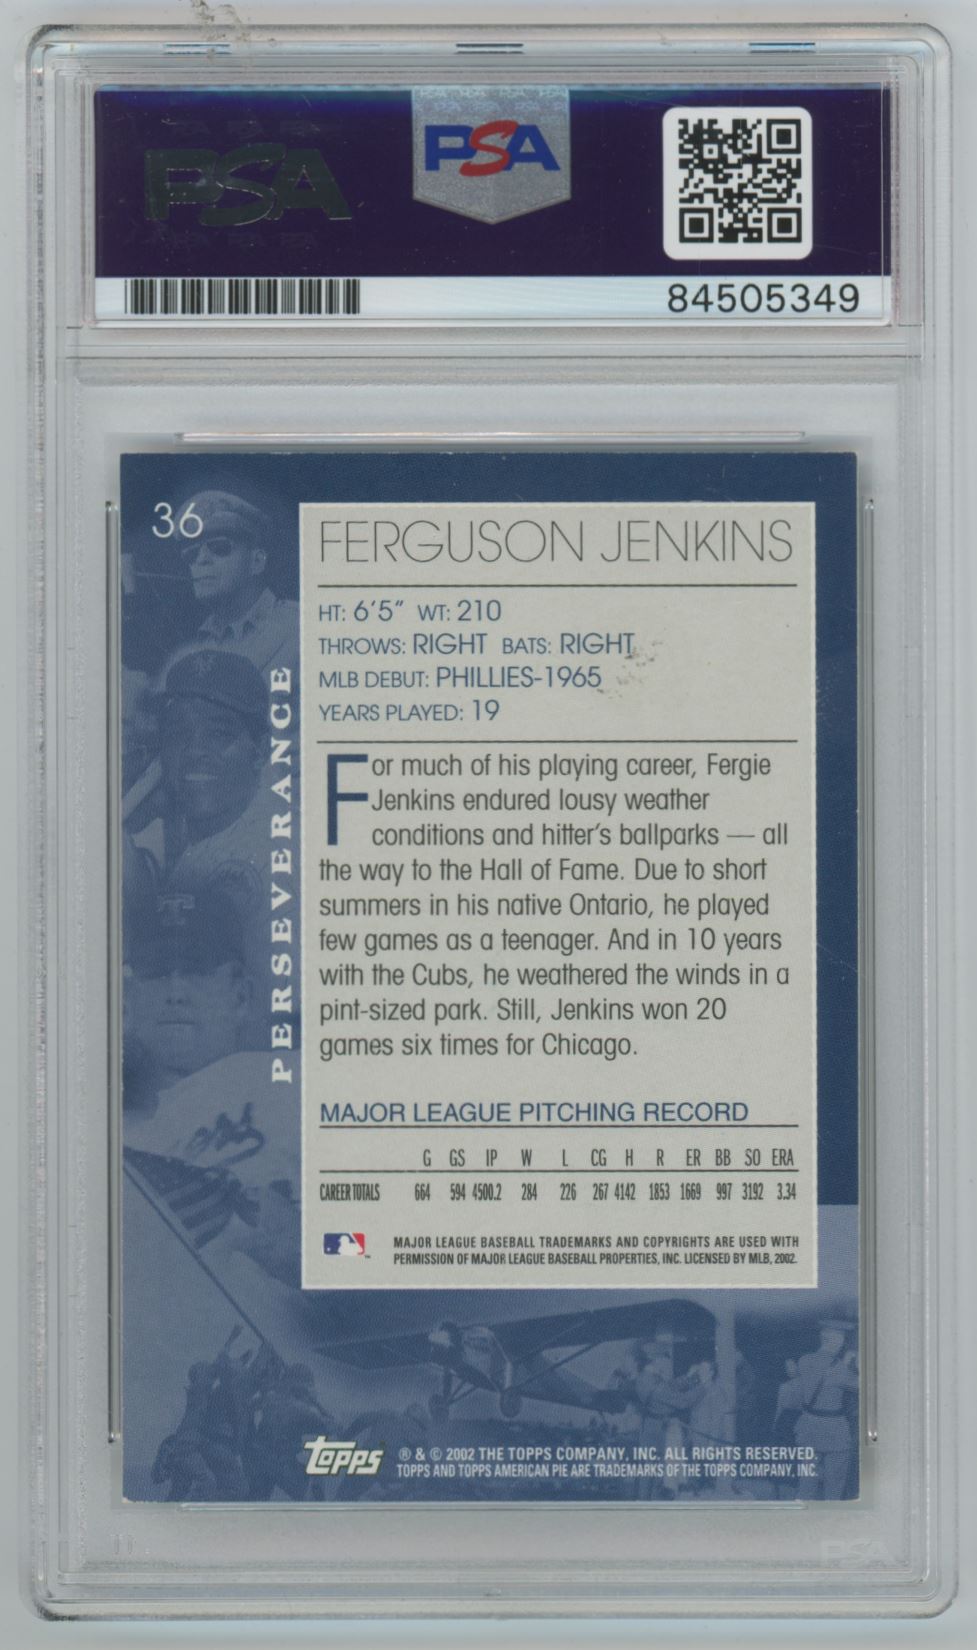 PSA
PSA
84505349
36
FERGUSON JENKINS
HT: 6'5" WT: 210
THROWS: RIGHT BATS: RIGHT
MLB DEBUT: PHILLIES-1965
YEARS PLAYED: 19
PERSEVERANCE
For much of his playing career, Fergie
Jenkins endured lousy weather
conditions and hitter's ballparks — all
the way to the Hall of Fame. Due to short
summers in his native Ontario, he played
few games as a teenager. And in 10 years
with the Cubs, he weathered the winds in a
pint-sized park. Still, Jenkins won 20
games six times for Chicago.
MAJOR LEAGUE PITCHING RECORD
G GS IP W L CG H R ER BB SO ERA
CAREER TOTALS 664 594 4500.2 284 226 267 4142 1853 1669 997 3192 3.34
MAJOR LEAGUE BASEBALL TRADEMARKS AND COPYRIGHTS ARE USED WITH
PERMISSION OF MAJOR LEAGUE BASEBALL PROPERTIES, INC. LICENSED BY MLB, 2002.
topps ® & © 2002 THE TOPPS COMPANY, INC. ALL RIGHTS RESERVED.
TOPPS AND TOPPS AMERICAN PIE ARE TRADEMARKS OF THE TOPPS COMPANY, INC.
PSA